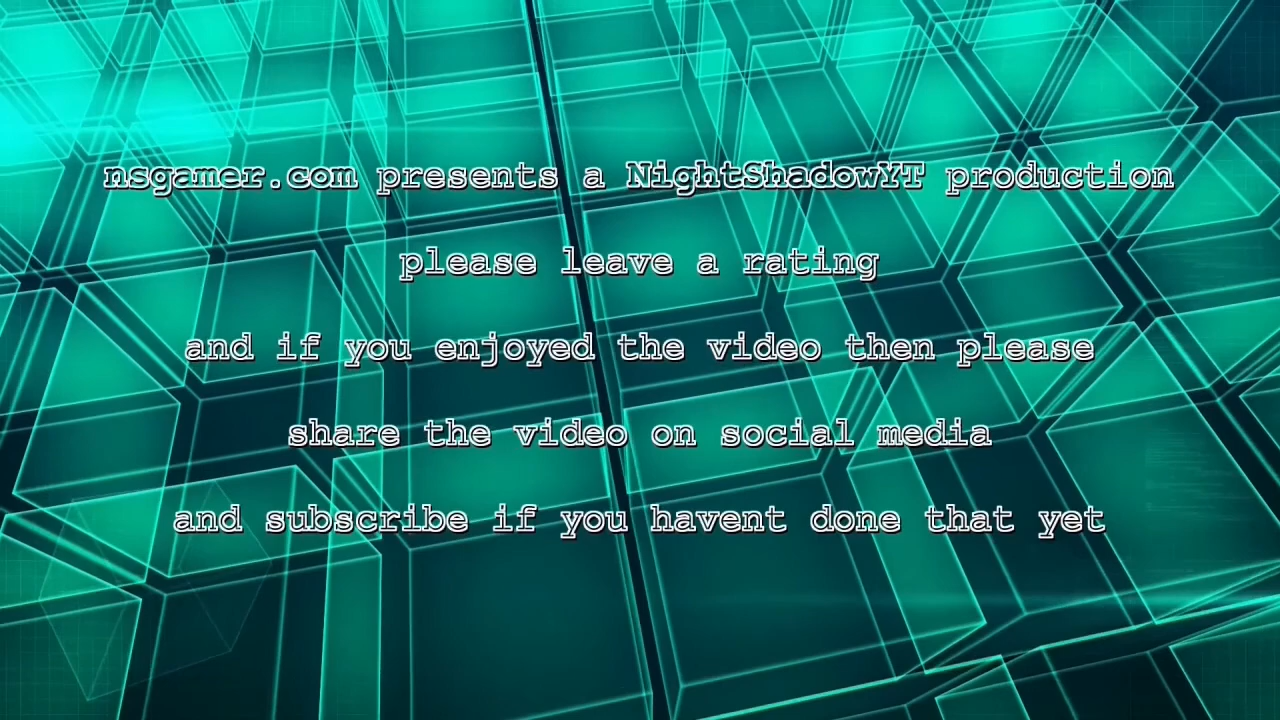 nsgamer.com presents a NightShadowYT production
please leave a rating
and if you enjoyed the video then please
share the video on social media
and subscribe if you havent done that yet